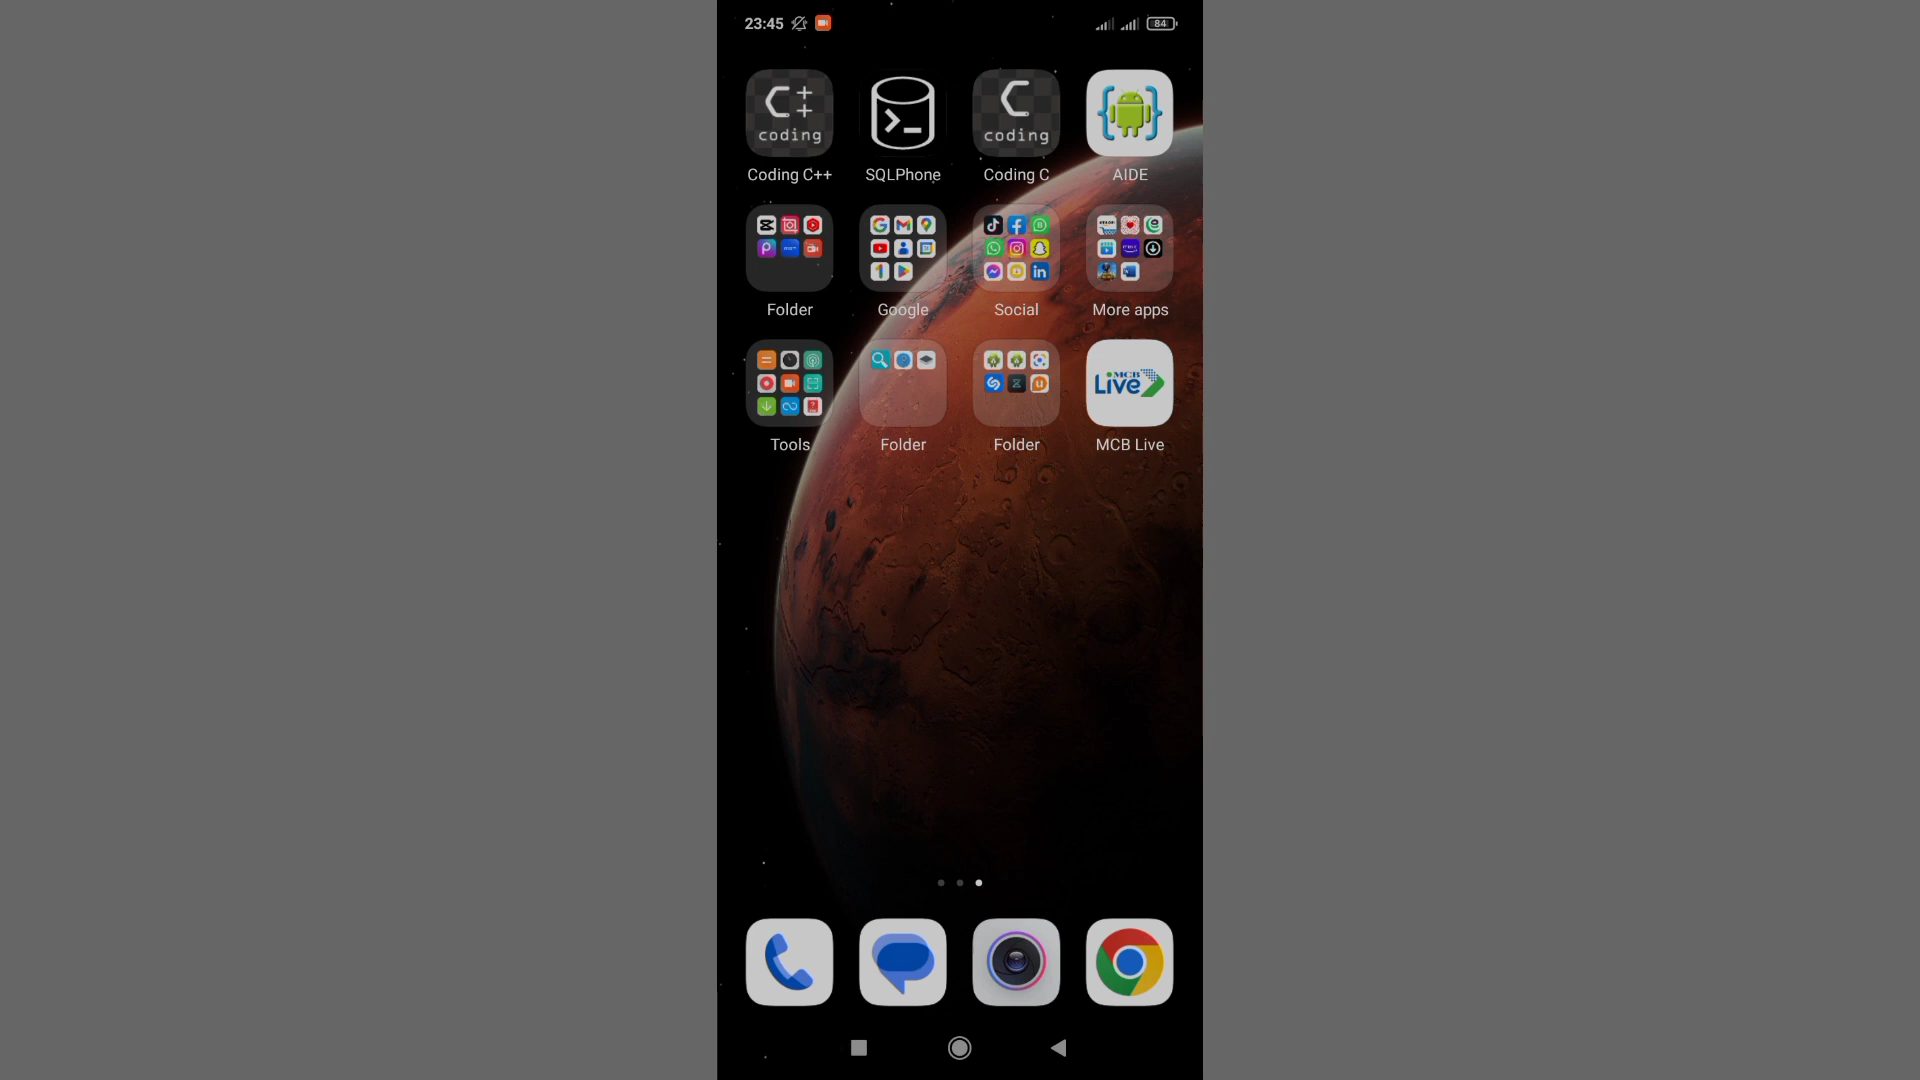 23:45
84
C++
coding
C
coding
Coding C++
SQLPhone
Coding C
AIDE
Folder
Google
Social
More apps
MCB
Live
Tools
Folder
Folder
MCB Live